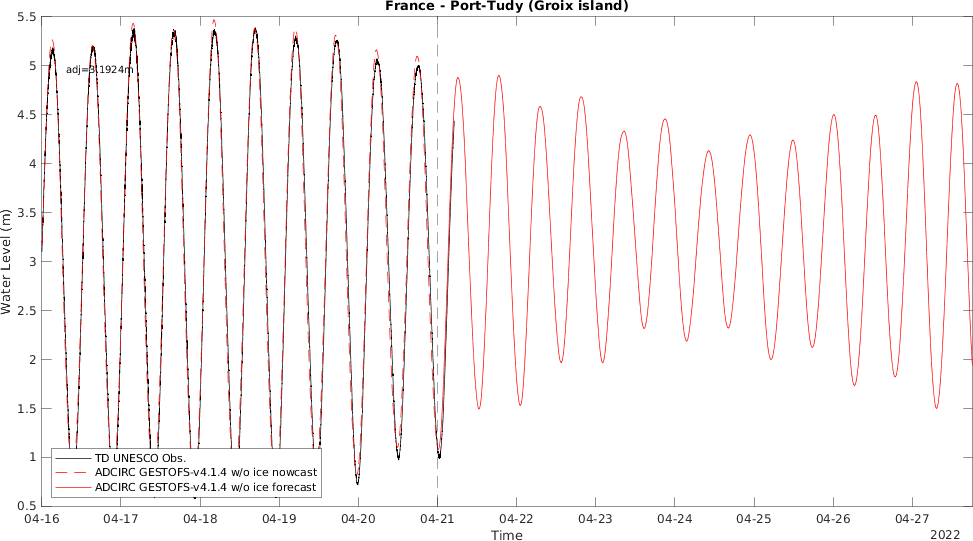 France - Port-Tudy (Groix island)
5.5
5
4.5
4
3.5
3
2.5
2
1.5
1
0.5
Water Level (m)
adj=3.1924m
TD UNESCO Obs.
ADCIRC GESTOFS-v4.1.4 w/o ice nowcast
ADCIRC GESTOFS-v4.1.4 w/o ice forecast
04-16 04-17 04-18 04-19 04-20 04-21 04-22 04-23 04-24 04-25 04-26 04-27
Time
2022